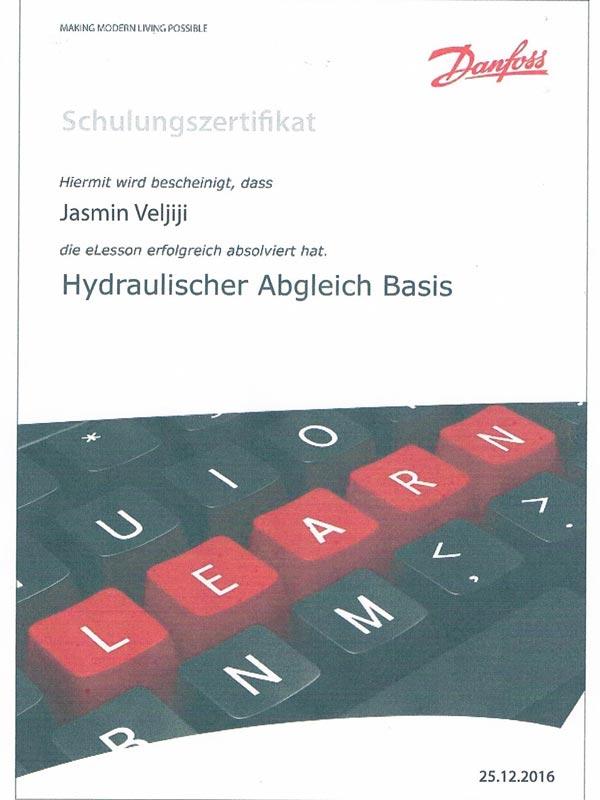 MAKING MODERN LIVING POSSIBLE
Danfoss
Schulungszertifikat
Hiermit wird bescheinigt, dass
Jasmin Veljiji
die eLesson erfolgreich absolviert hat.
Hydraulischer Abgleich Basis
*
U I O
L E A R N
B N M < , > .
25.12.2016